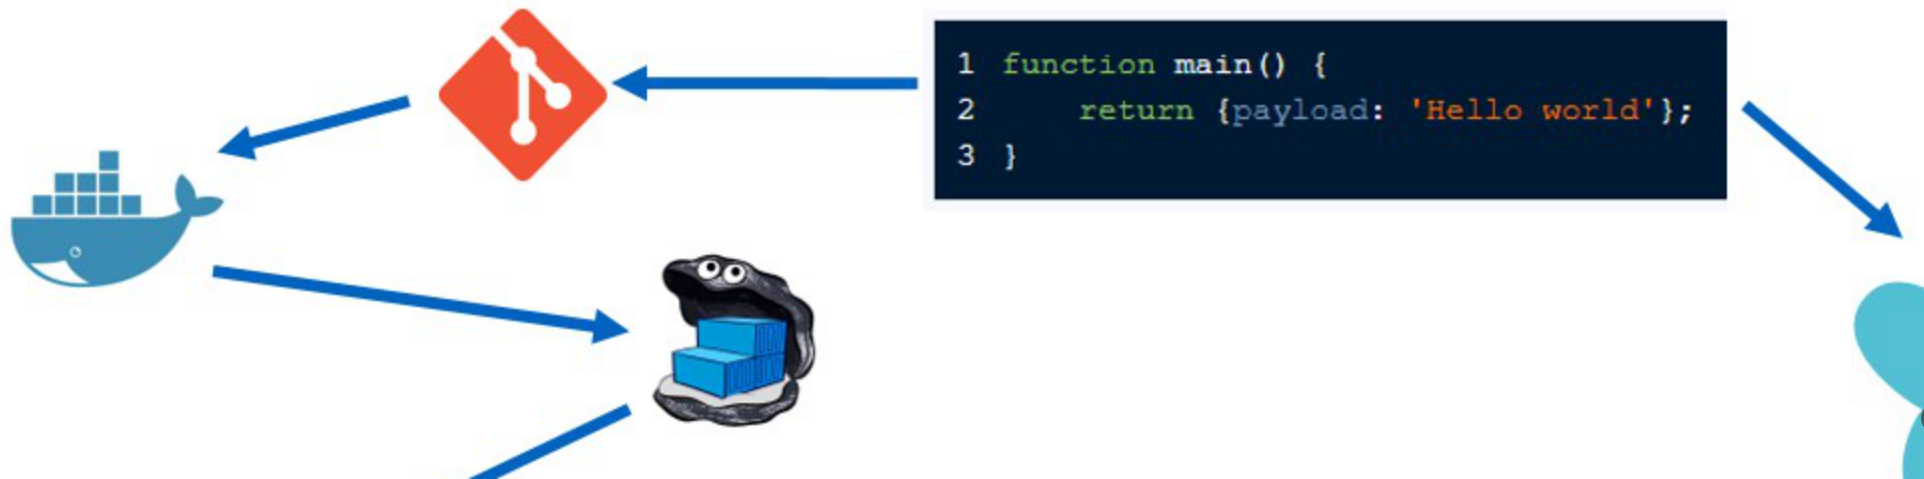 1 function main() {
2     return {payload: 'Hello world'};
3 }